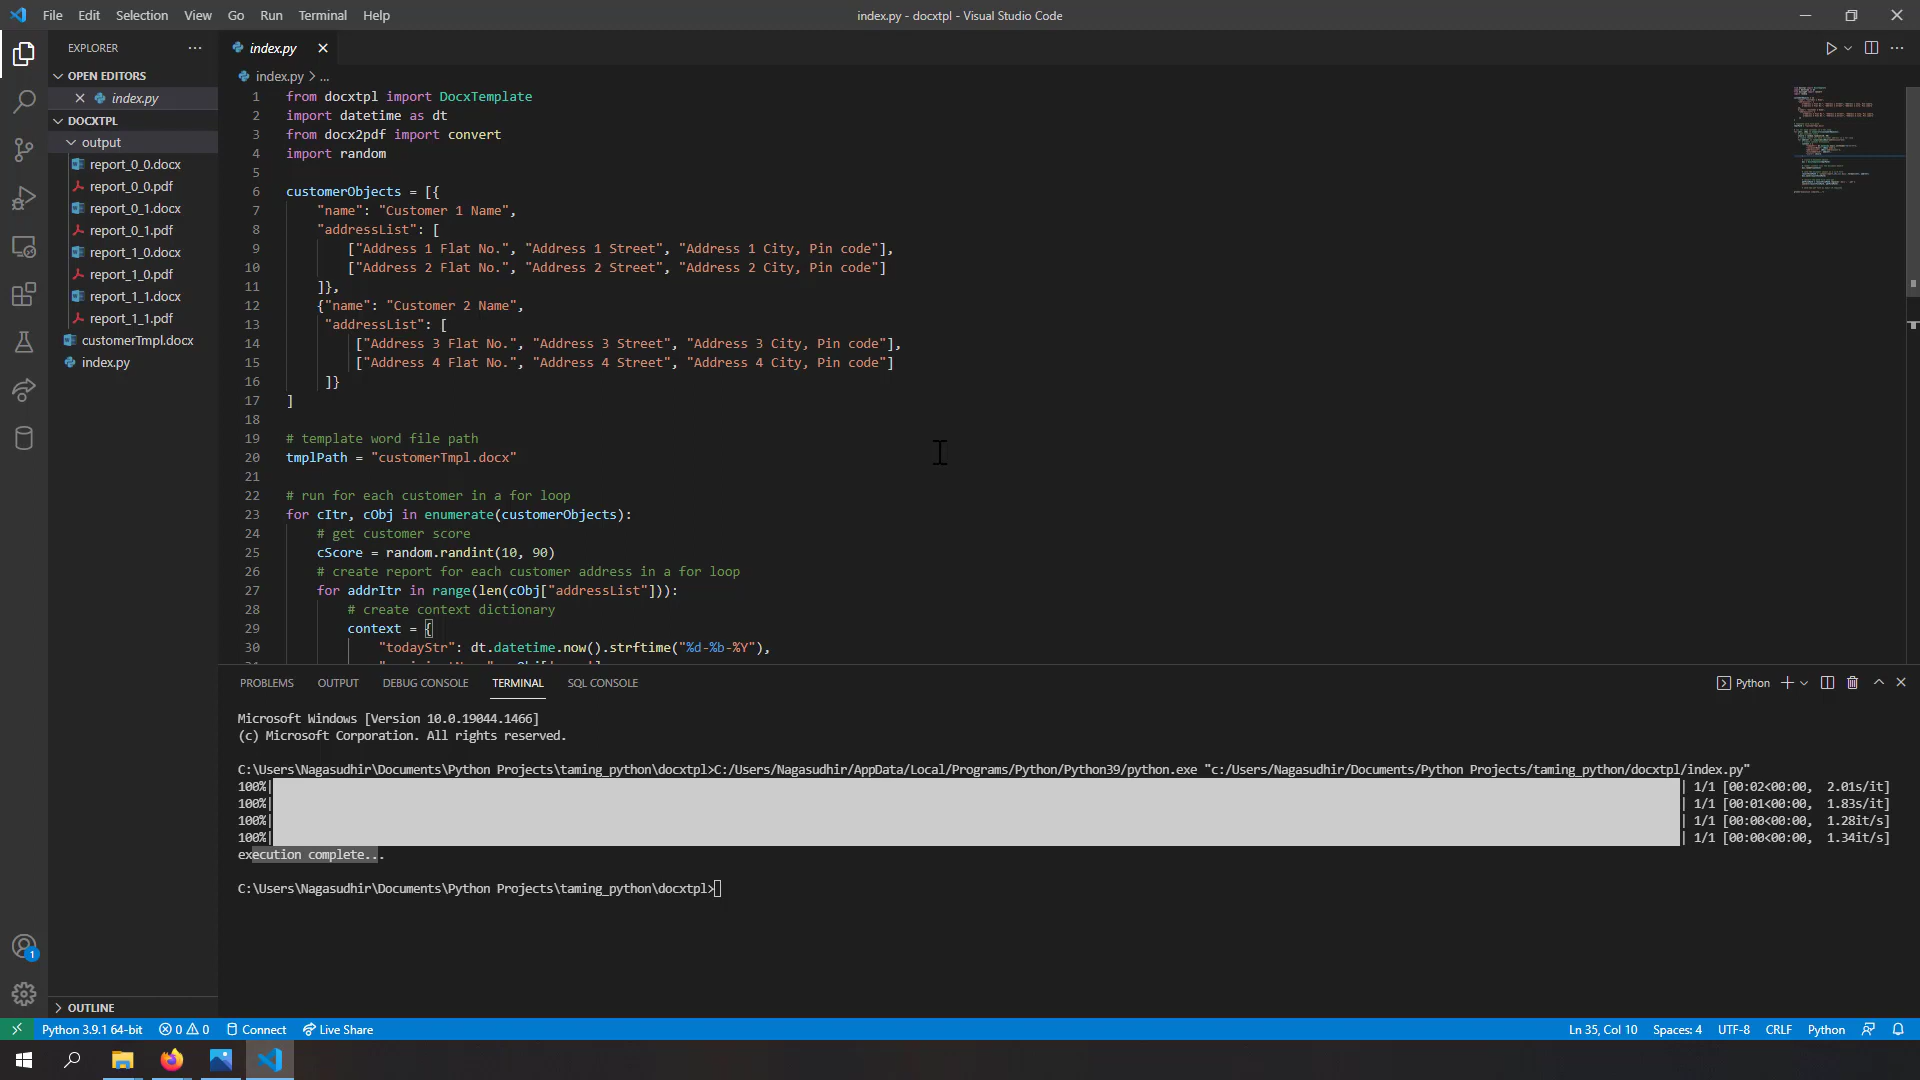 File Edit Selection View Go Run Terminal Help
index.py - docxtpl - Visual Studio Code
EXPLORER
OPEN EDITORS
index.py
DOCXTPL
output
report_0_0.docx
report_0_0.pdf
report_0_1.docx
report_0_1.pdf
report_1_0.docx
report_1_0.pdf
report_1_1.docx
report_1_1.pdf
customerTmpl.docx
index.py
OUTLINE
index.py
index.py > ...
1 from docxtpl import DocxTemplate
2 import datetime as dt
3 from docx2pdf import convert
4 import random
5
6 customerObjects = [{
7 "name": "Customer 1 Name",
8 "addressList": [
9 ["Address 1 Flat No.", "Address 1 Street", "Address 1 City, Pin code"],
10 ["Address 2 Flat No.", "Address 2 Street", "Address 2 City, Pin code"]
11 ]},
12 {"name": "Customer 2 Name",
13 "addressList": [
14 ["Address 3 Flat No.", "Address 3 Street", "Address 3 City, Pin code"],
15 ["Address 4 Flat No.", "Address 4 Street", "Address 4 City, Pin code"]
16 ]}
17 ]
18
19 # template word file path
20 tmplPath = "customerTmpl.docx"
21
22 # run for each customer in a for loop
23 for cItr, cObj in enumerate(customerObjects):
24 # get customer score
25 cScore = random.randint(10, 90)
26 # create report for each customer address in a for loop
27 for addrItr in range(len(cObj["addressList"])):
28 # create context dictionary
29 context = {
30 "todayStr": dt.datetime.now().strftime("%d-%b-%Y"),
PROBLEMS OUTPUT DEBUG CONSOLE TERMINAL SQL CONSOLE
Python
Microsoft Windows [Version 10.0.19044.1466]
(c) Microsoft Corporation. All rights reserved.
C:\Users\Nagasudhir\Documents\Python Projects\taming_python\docxtpl>C:/Users/Nagasudhir/AppData/Local/Programs/Python/Python39/python.exe "c:/Users/Nagasudhir/Documents/Python Projects/taming_python/docxtpl/index.py"
100%| | 1/1 [00:02<00:00, 2.01s/it]
100%| | 1/1 [00:01<00:00, 1.83s/it]
100%| | 1/1 [00:00<00:00, 1.28it/s]
100%| | 1/1 [00:00<00:00, 1.34it/s]
execution complete...
C:\Users\Nagasudhir\Documents\Python Projects\taming_python\docxtpl>
1
Python 3.9.1 64-bit 0 0 Connect Live Share
Ln 35, Col 10 Spaces: 4 UTF-8 CRLF Python